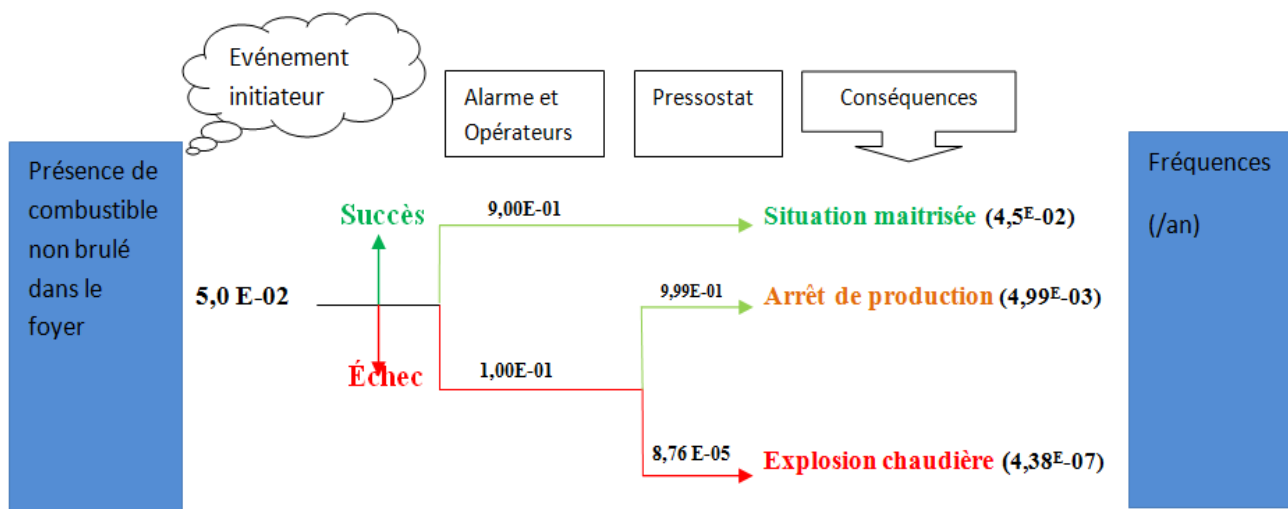 Evénement
initiateur
Alarme et
Opérateurs
Pressostat
Conséquences
Présence de
combustible
non brulé
dans le
foyer
Fréquences
(/an)
Succès
9,00E-01
Situation maitrisée (4,5E-02)
5,0 E-02
9,99E-01
Arrêt de production (4,99E-03)
Échec
1,00E-01
8,76 E-05
Explosion chaudière (4,38E-07)